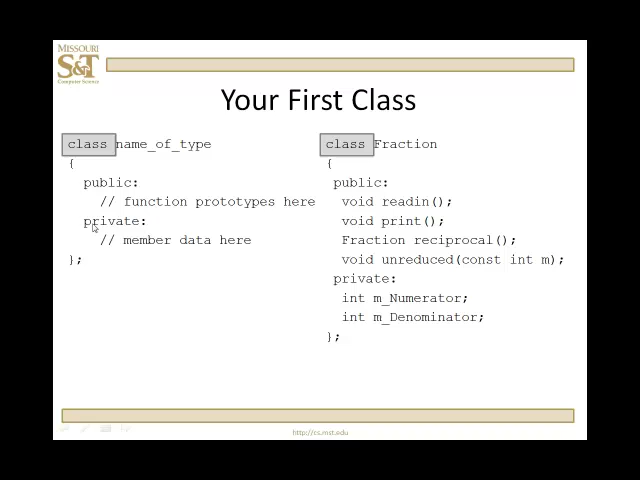 MISSOURI
S&T
Computer Science
Your First Class
class name_of_type
{
public:
// function prototypes here
private:
// member data here
};
class Fraction
{
public:
void readin();
void print();
Fraction reciprocal();
void unreduced(const int m);
private:
int m_Numerator;
int m_Denominator;
};
http://cs.mst.edu